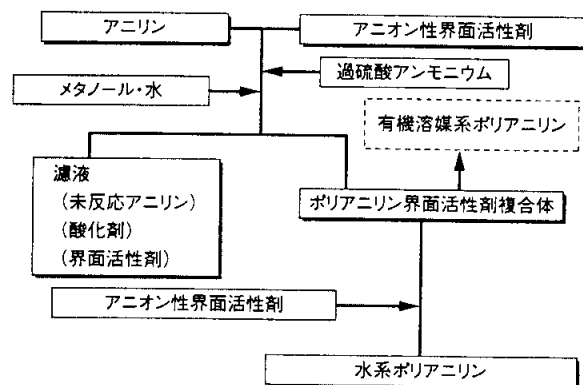 アニリン
アニオン性界面活性剤
過硫酸アンモニウム
メタノール・水
有機溶媒系ポリアニリン
濾液
(未反応アニリン)
(酸化剤)
(界面活性剤)
ポリアニリン界面活性剤複合体
アニオン性界面活性剤
水系ポリアニリン